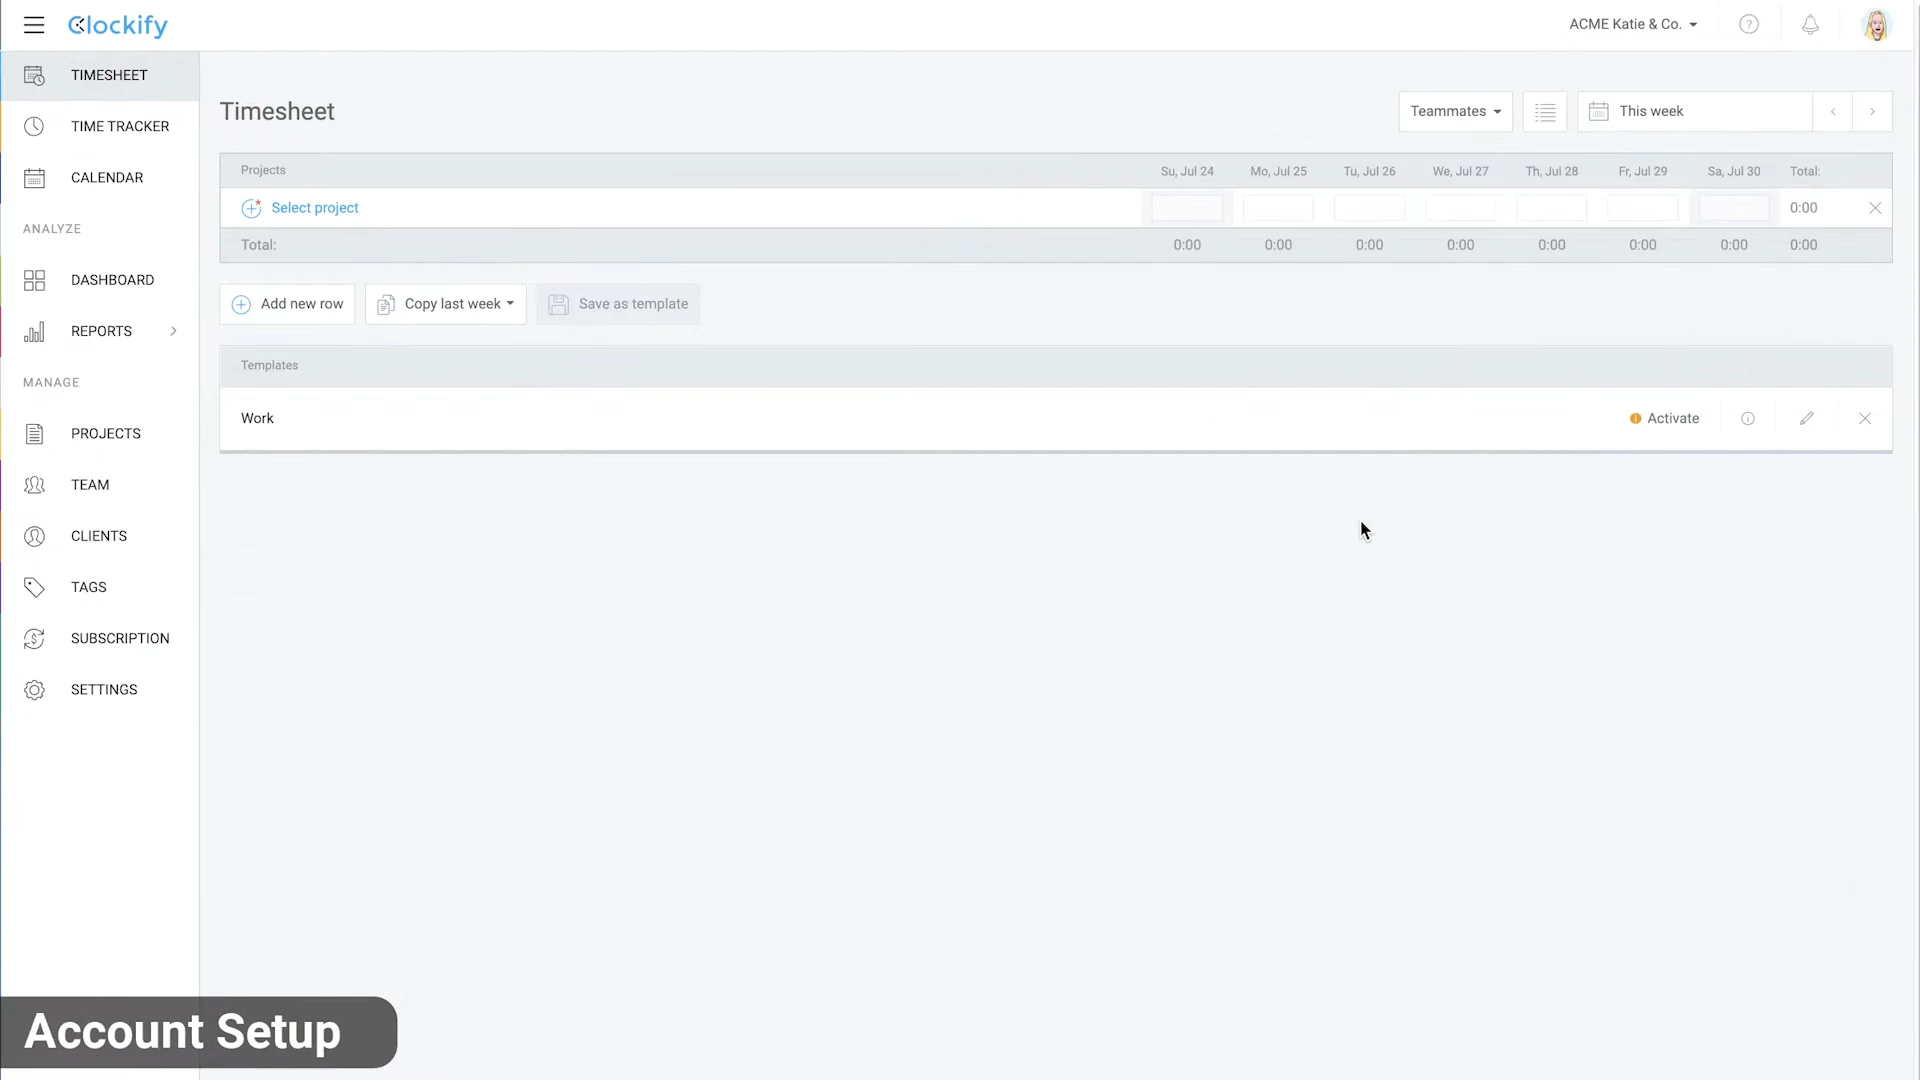 Clockify
ACME Katie & Co.
TIMESHEET
TIME TRACKER
CALENDAR
ANALYZE
DASHBOARD
REPORTS
MANAGE
PROJECTS
TEAM
CLIENTS
TAGS
SUBSCRIPTION
SETTINGS
Timesheet
Teammates
This week
Projects Su, Jul 24 Mo, Jul 25 Tu, Jul 26 We, Jul 27 Th, Jul 28 Fr, Jul 29 Sa, Jul 30 Total:
Select project 0:00
Total: 0:00 0:00 0:00 0:00 0:00 0:00 0:00 0:00
Add new row Copy last week Save as template
Templates
Work Activate
Account Setup